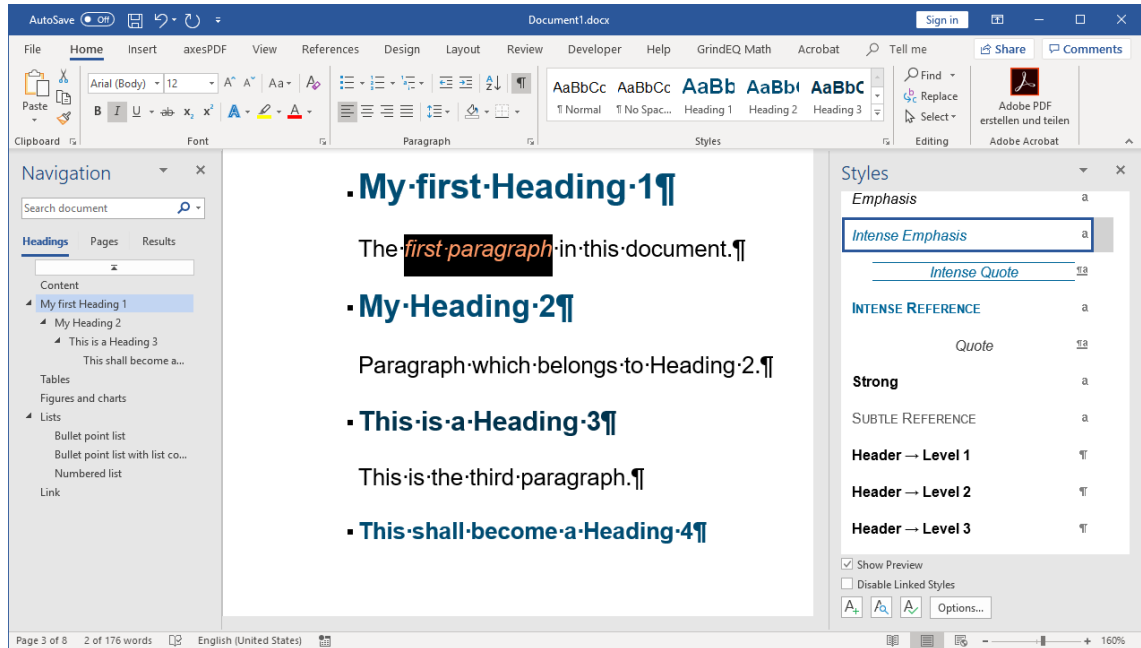 AutoSave Off Document1.docx Sign in
File Home Insert axesPDF View References Design Layout Review Developer Help GrindEQ Math Acrobat Tell me Share Comments
Paste
Clipboard
Arial (Body) 12 A^ A˅ Aa A
B I U ab x₂ x² A A
Font
Paragraph
AaBbCc AaBbCc AaBb AaBb( AaBbC
¶ Normal ¶ No Spac... Heading 1 Heading 2 Heading 3
Styles
Find
Replace
Select
Editing
Adobe PDF
erstellen und teilen
Adobe Acrobat
Navigation
Search document
Headings Pages Results
Content
My first Heading 1
My Heading 2
This is a Heading 3
This shall become a...
Tables
Figures and charts
Lists
Bullet point list
Bullet point list with list co...
Numbered list
Link
My·first·Heading·1¶
The·first·paragraph·in·this·document.¶
My·Heading·2¶
Paragraph·which·belongs·to·Heading·2.¶
This·is·a·Heading·3¶
This·is·the·third·paragraph.¶
This·shall·become·a·Heading·4¶
Styles
Emphasis a
Intense Emphasis a
Intense Quote ¶a
INTENSE REFERENCE a
Quote ¶a
Strong a
SUBTLE REFERENCE a
Header → Level 1 ¶
Header → Level 2 ¶
Header → Level 3 ¶
Show Preview
Disable Linked Styles
Options...
Page 3 of 8 2 of 176 words English (United States) 160%